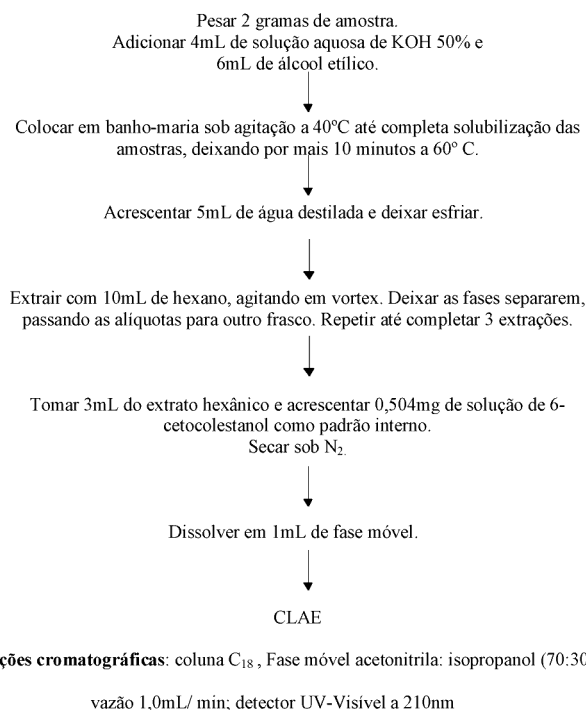 Pesar 2 gramas de amostra.
Adicionar 4mL de solução aquosa de KOH 50% e
6mL de álcool etílico.
Colocar em banho-maria sob agitação a 40ºC até completa solubilização das
amostras, deixando por mais 10 minutos a 60º C.
Acrescentar 5mL de água destilada e deixar esfriar.
Extrair com 10mL de hexano, agitando em vortex. Deixar as fases separarem,
passando as alíquotas para outro frasco. Repetir até completar 3 extrações.
Tomar 3mL do extrato hexânico e acrescentar 0,504mg de solução de 6-
cetocolestanol como padrão interno.
Secar sob N₂.
Dissolver em 1mL de fase móvel.
CLAE
ções cromatográficas: coluna C₁₈ , Fase móvel acetonitrila: isopropanol (70:30
vazão 1,0mL/ min; detector UV-Visível a 210nm